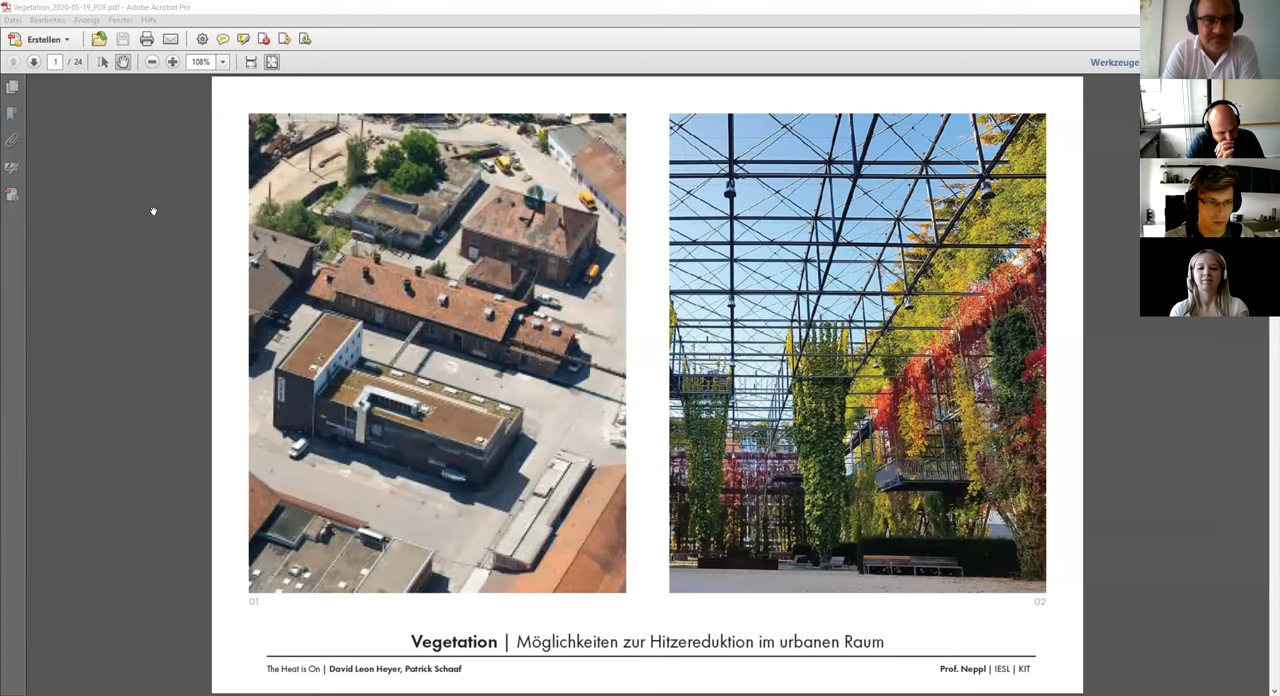 Vegetation_2020-05-19_PDF.pdf - Adobe Acrobat Pro
Datei Bearbeiten Anzeige Fenster Hilfe
Erstellen
1 / 24
108%
Werkzeuge
01
02
Vegetation | Möglichkeiten zur Hitzereduktion im urbanen Raum
The Heat is On | David Leon Heyer, Patrick Schaaf
Prof. Neppl | IESL | KIT